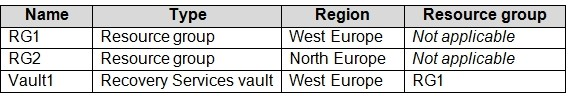 Name Type Region Resource group
RG1 Resource group West Europe Not applicable
RG2 Resource group North Europe Not applicable
Vault1 Recovery Services vault West Europe RG1